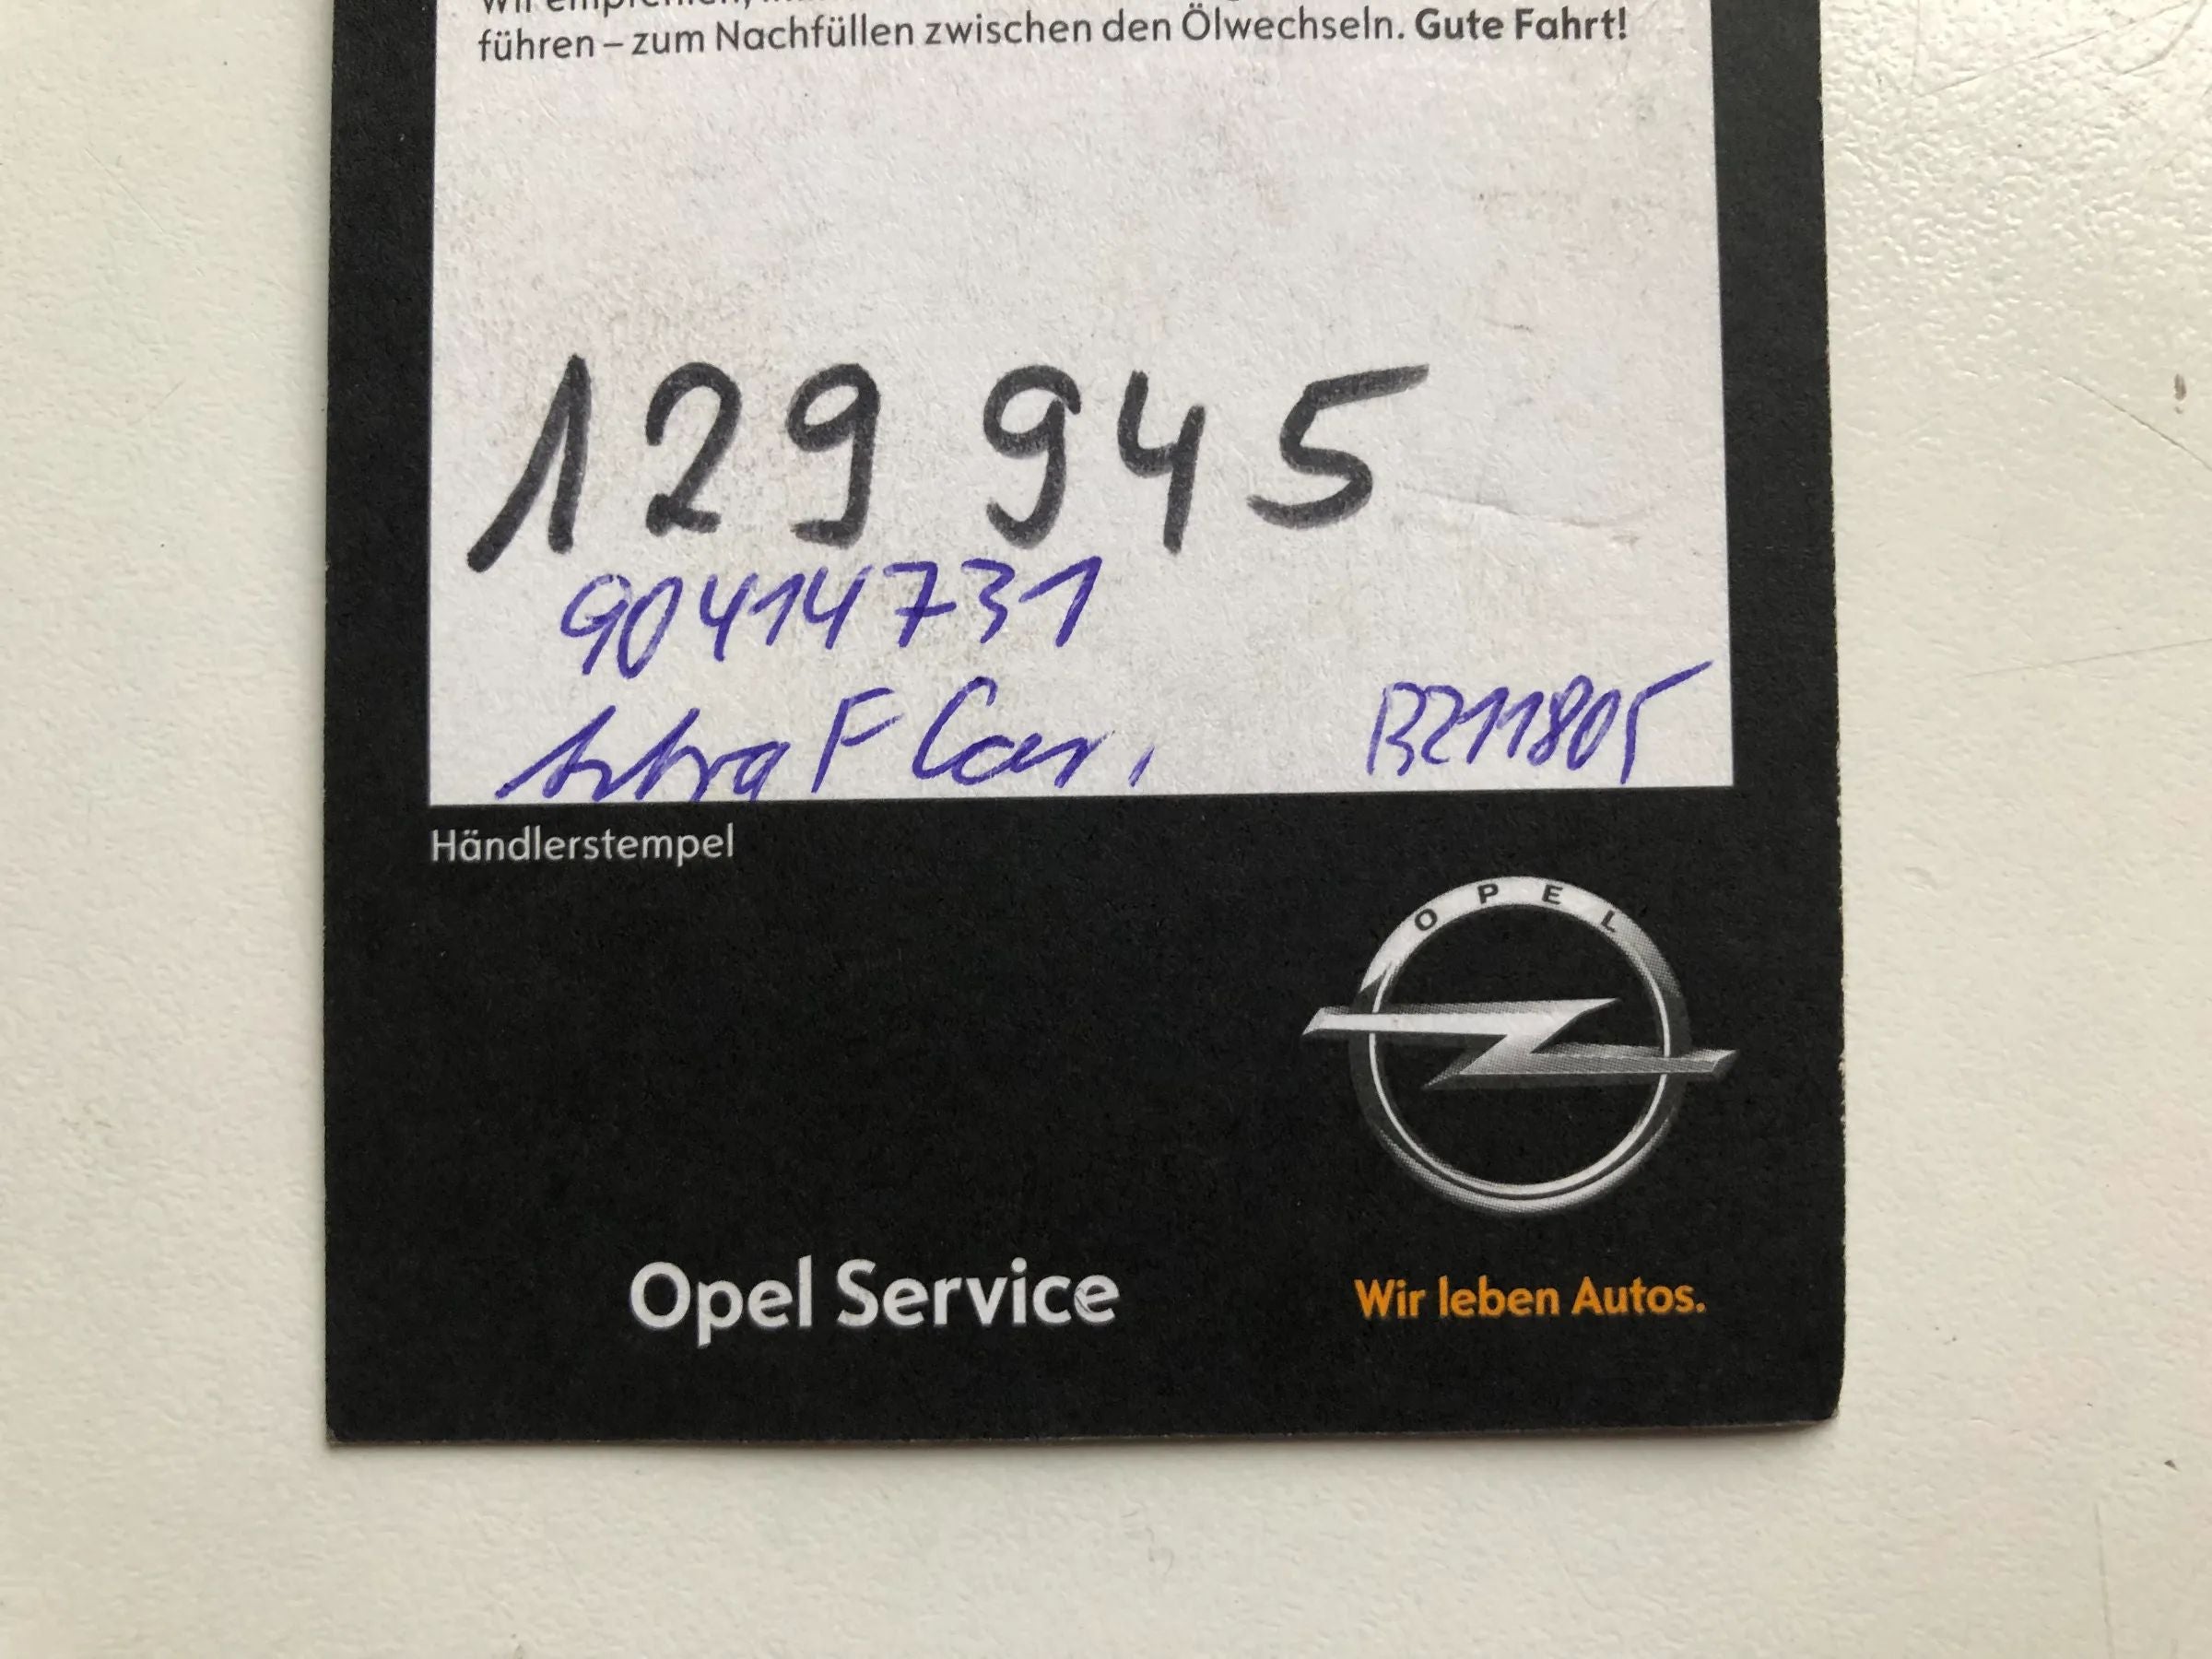 führen – zum Nachfüllen zwischen den Ölwechseln. Gute Fahrt!
129 945
90414731
Astra F Car.
B211805
Händlerstempel
OPEL
Opel Service
Wir leben Autos.